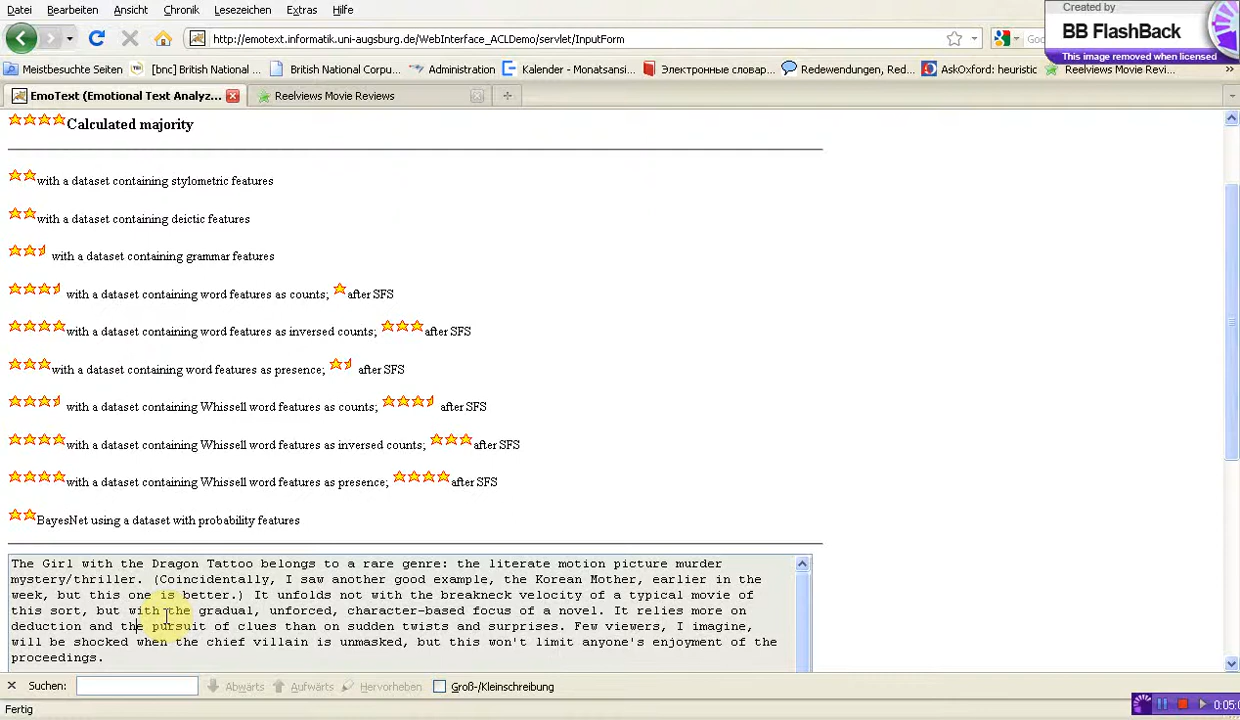 Datei Bearbeiten Ansicht Chronik Lesezeichen Extras Hilfe
Created by
BB FlashBack
This image removed when licensed
http://emotext.informatik.uni-augsburg.de/WebInterface_ACLDemo/servlet/InputForm
Meistbesuchte Seiten [bnc] British National ... British National Corpu... Administration Kalender - Monatsansi... Электронные словар... Redewendungen, Red... AskOxford: heuristic Reelviews Movie Revi... »
EmoText (Emotional Text Analyz... Reelviews Movie Reviews
Calculated majority
with a dataset containing stylometric features
with a dataset containing deictic features
with a dataset containing grammar features
with a dataset containing word features as counts; after SFS
with a dataset containing word features as inversed counts; after SFS
with a dataset containing word features as presence; after SFS
with a dataset containing Whissell word features as counts; after SFS
with a dataset containing Whissell word features as inversed counts; after SFS
with a dataset containing Whissell word features as presence; after SFS
BayesNet using a dataset with probability features
The Girl with the Dragon Tattoo belongs to a rare genre: the literate motion picture murder
mystery/thriller. (Coincidentally, I saw another good example, the Korean Mother, earlier in the
week, but this one is better.) It unfolds not with the breakneck velocity of a typical movie of
this sort, but with the gradual, unforced, character-based focus of a novel. It relies more on
deduction and the pursuit of clues than on sudden twists and surprises. Few viewers, I imagine,
will be shocked when the chief villain is unmasked, but this won't limit anyone's enjoyment of the
proceedings.
Suchen: Abwärts Aufwärts Hervorheben Groß-/Kleinschreibung
Fertig